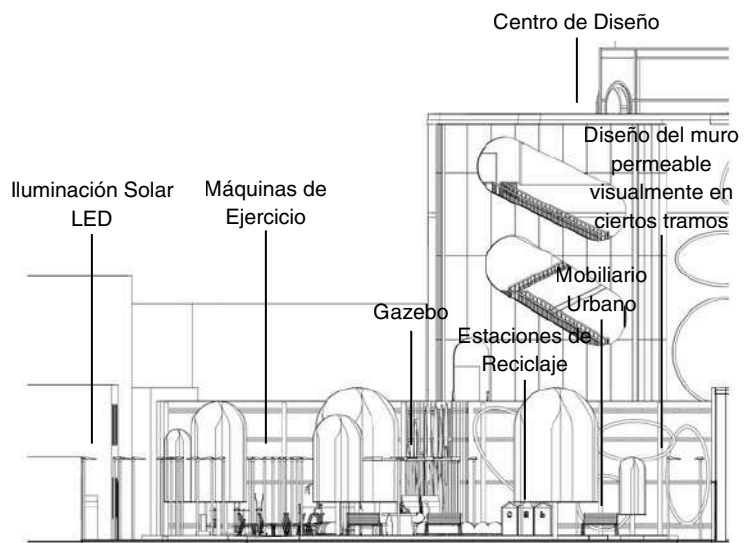 Centro de Diseño
Diseño del muro
permeable
visualmente en
ciertos tramos
Iluminación Solar
LED
Máquinas de
Ejercicio
Mobiliario
Urbano
Gazebo
Estaciones de
Reciclaje